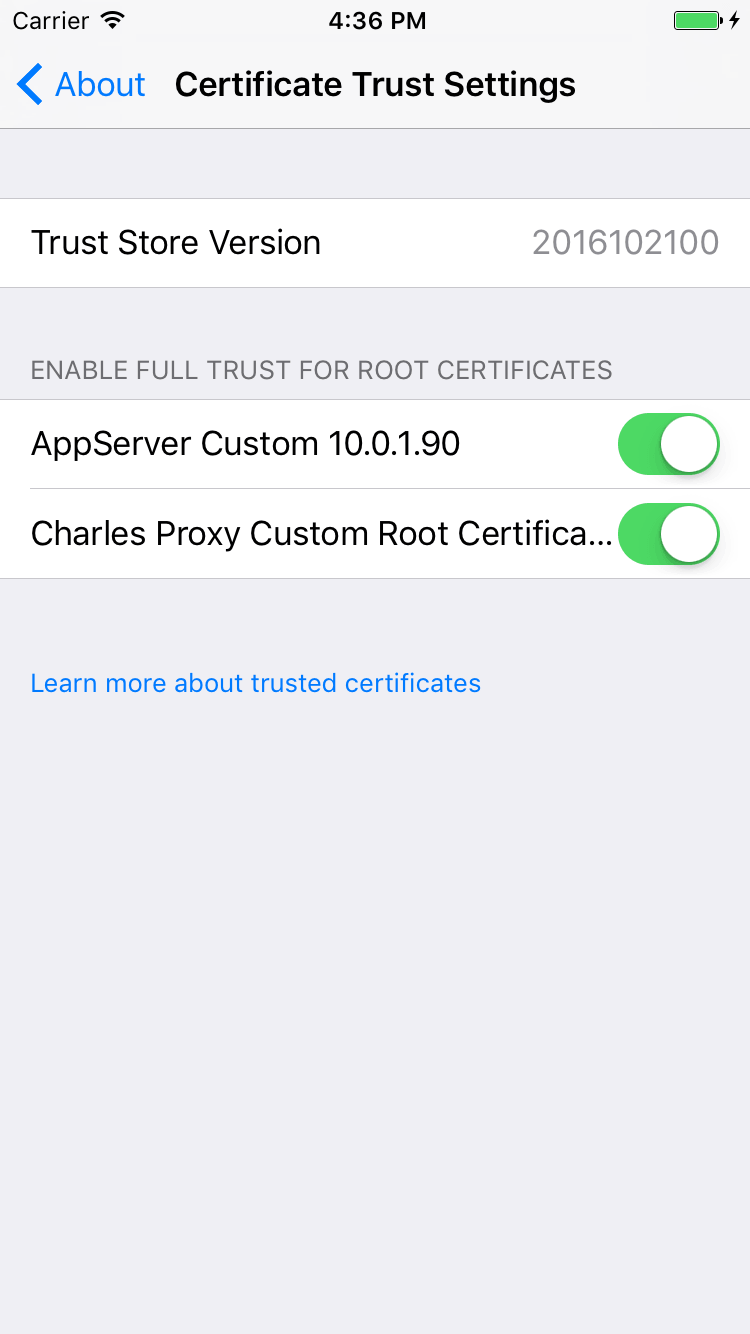 Carrier 4:36 PM
About Certificate Trust Settings
Trust Store Version 2016102100
ENABLE FULL TRUST FOR ROOT CERTIFICATES
AppServer Custom 10.0.1.90
Charles Proxy Custom Root Certifica...
Learn more about trusted certificates